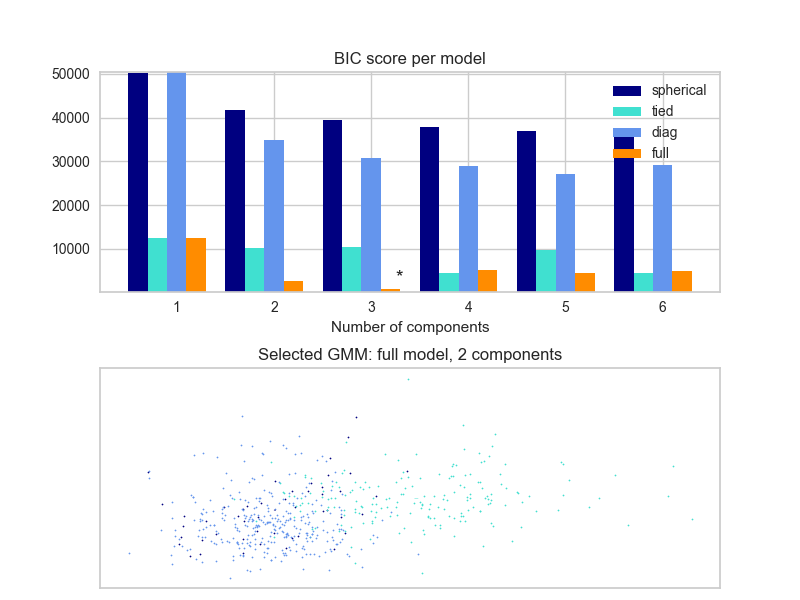 BIC score per model
50000
40000
30000
20000
10000
spherical
tied
diag
full
*
1 2 3 4 5 6
Number of components
Selected GMM: full model, 2 components